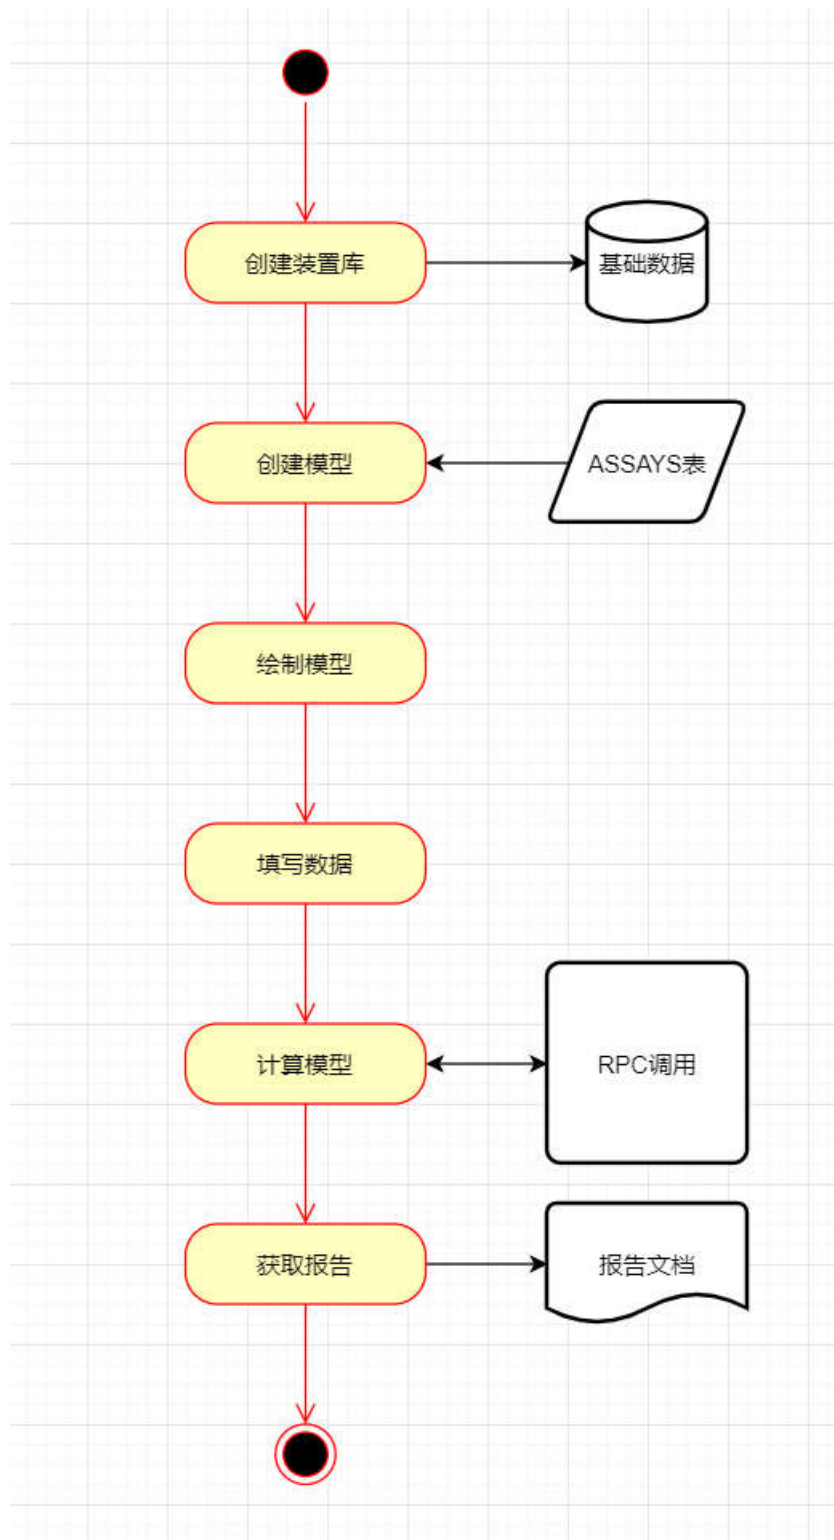 创建装置库
基础数据
创建模型
ASSAYS表
绘制模型
填写数据
计算模型
RPC调用
获取报告
报告文档